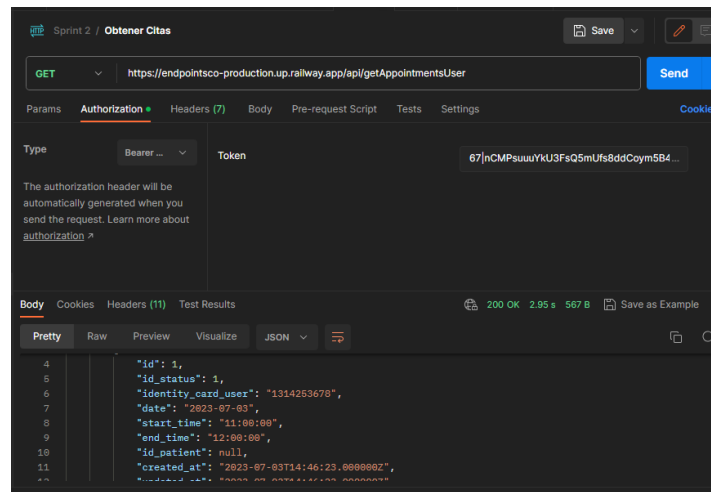 HTTP Sprint 2 / Obtener Citas Save
GET https://endpointsco-production.up.railway.app/api/getAppointmentsUser Send
Params Authorization Headers (7) Body Pre-request Script Tests Settings Cookie
Type Bearer ... Token 67|nCMPsuuuYkU3FsQ5mUfs8ddCoym5B4...
The authorization header will be
automatically generated when you
send the request. Learn more about
authorization ↗
Body Cookies Headers (11) Test Results 200 OK 2.95 s 567 B Save as Example
Pretty Raw Preview Visualize JSON
4 "id": 1,
5 "id_status": 1,
6 "identity_card_user": "1314253678",
7 "date": "2023-07-03",
8 "start_time": "11:00:00",
9 "end_time": "12:00:00",
10 "id_patient": null,
11 "created_at": "2023-07-03T14:46:23.000000Z",